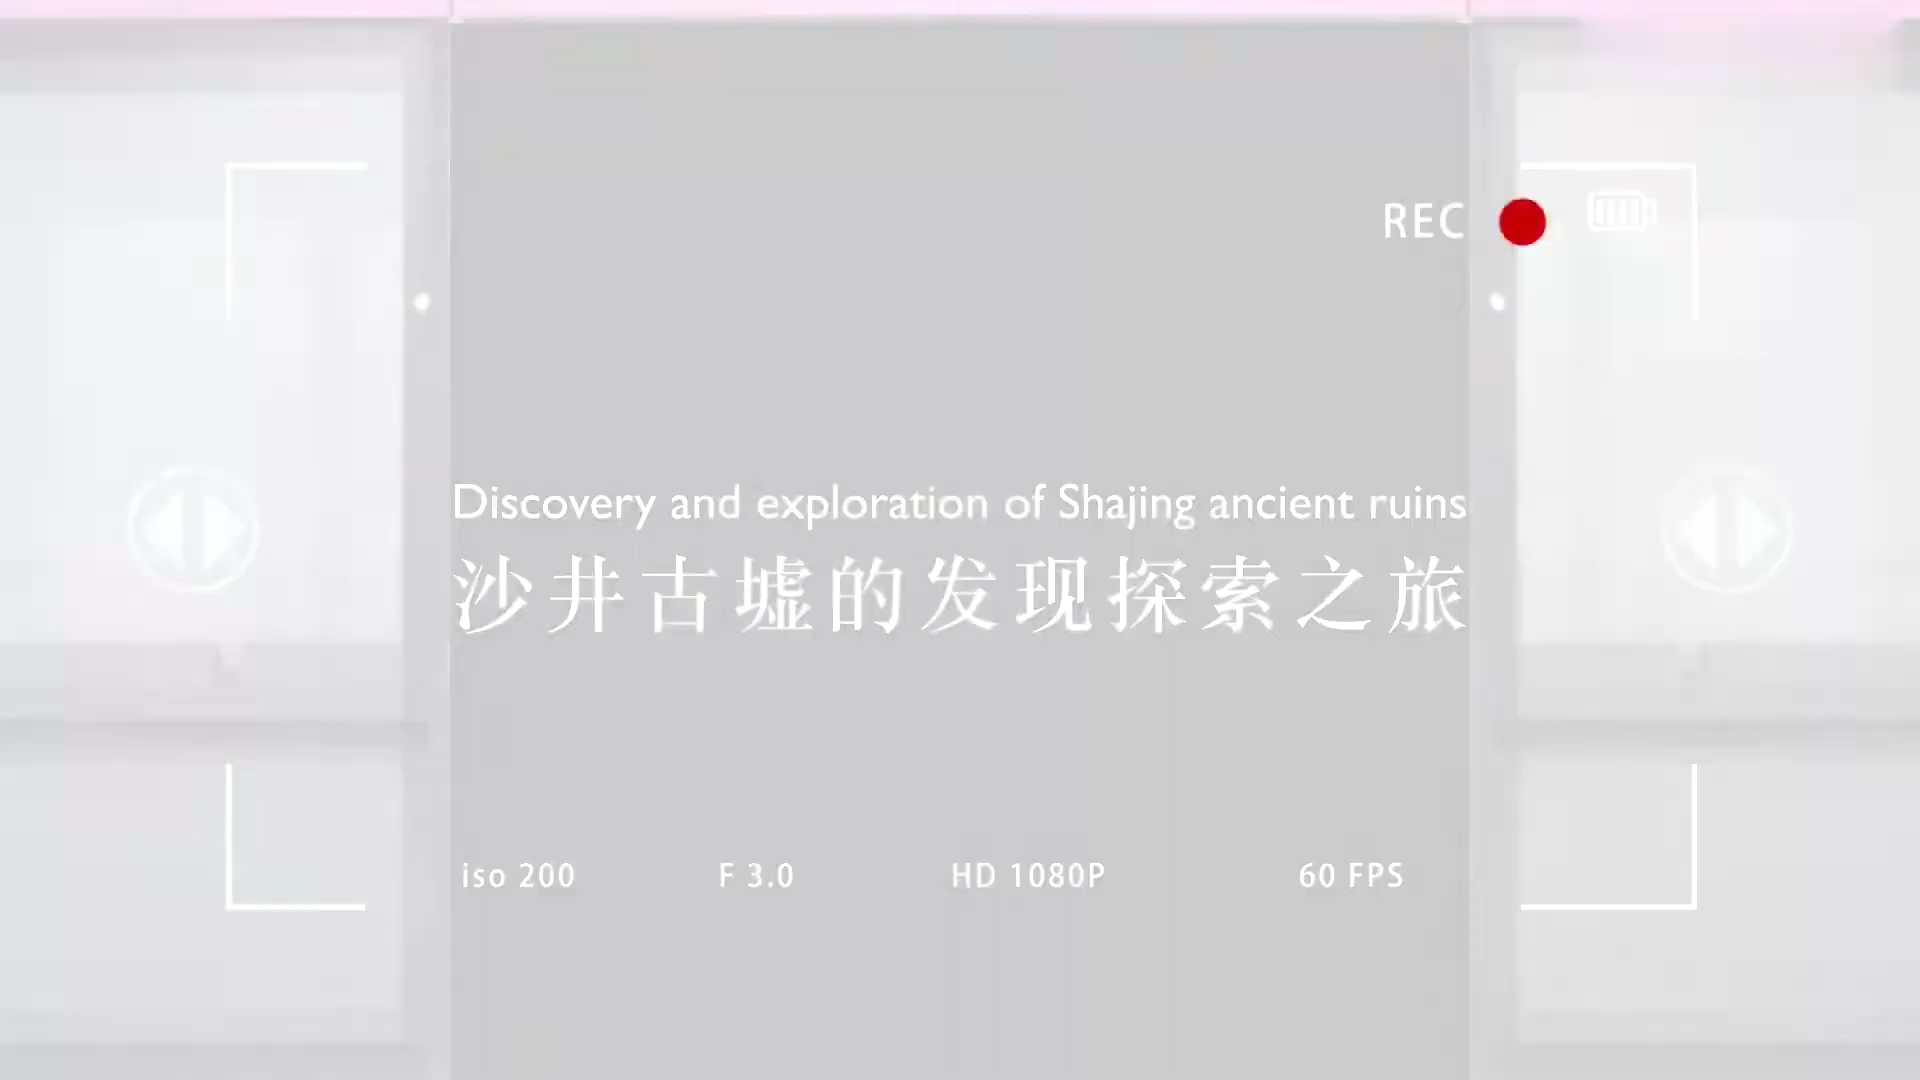 REC
Discovery and exploration of Shajing ancient ruins
沙井古墟的发现探索之旅
iso 200 F 3.0 HD 1080P 60 FPS